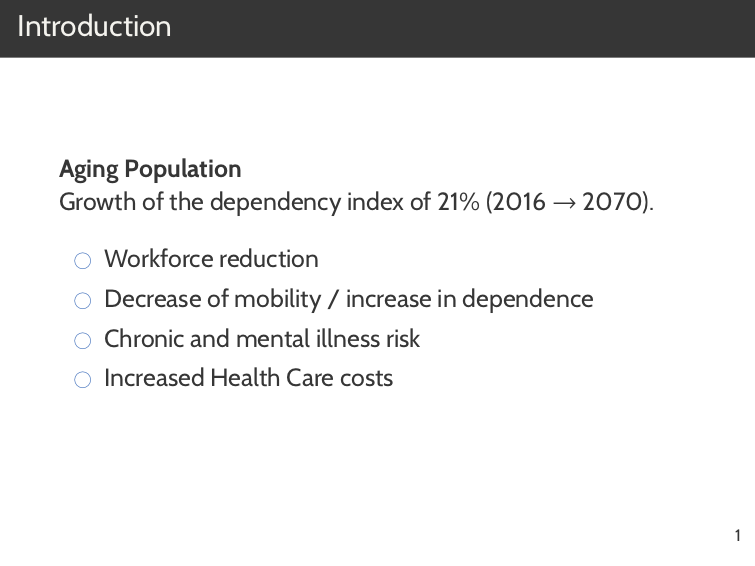 Introduction
Aging Population
Growth of the dependency index of 21% (2016 → 2070).
Workforce reduction
Decrease of mobility / increase in dependence
Chronic and mental illness risk
Increased Health Care costs
1